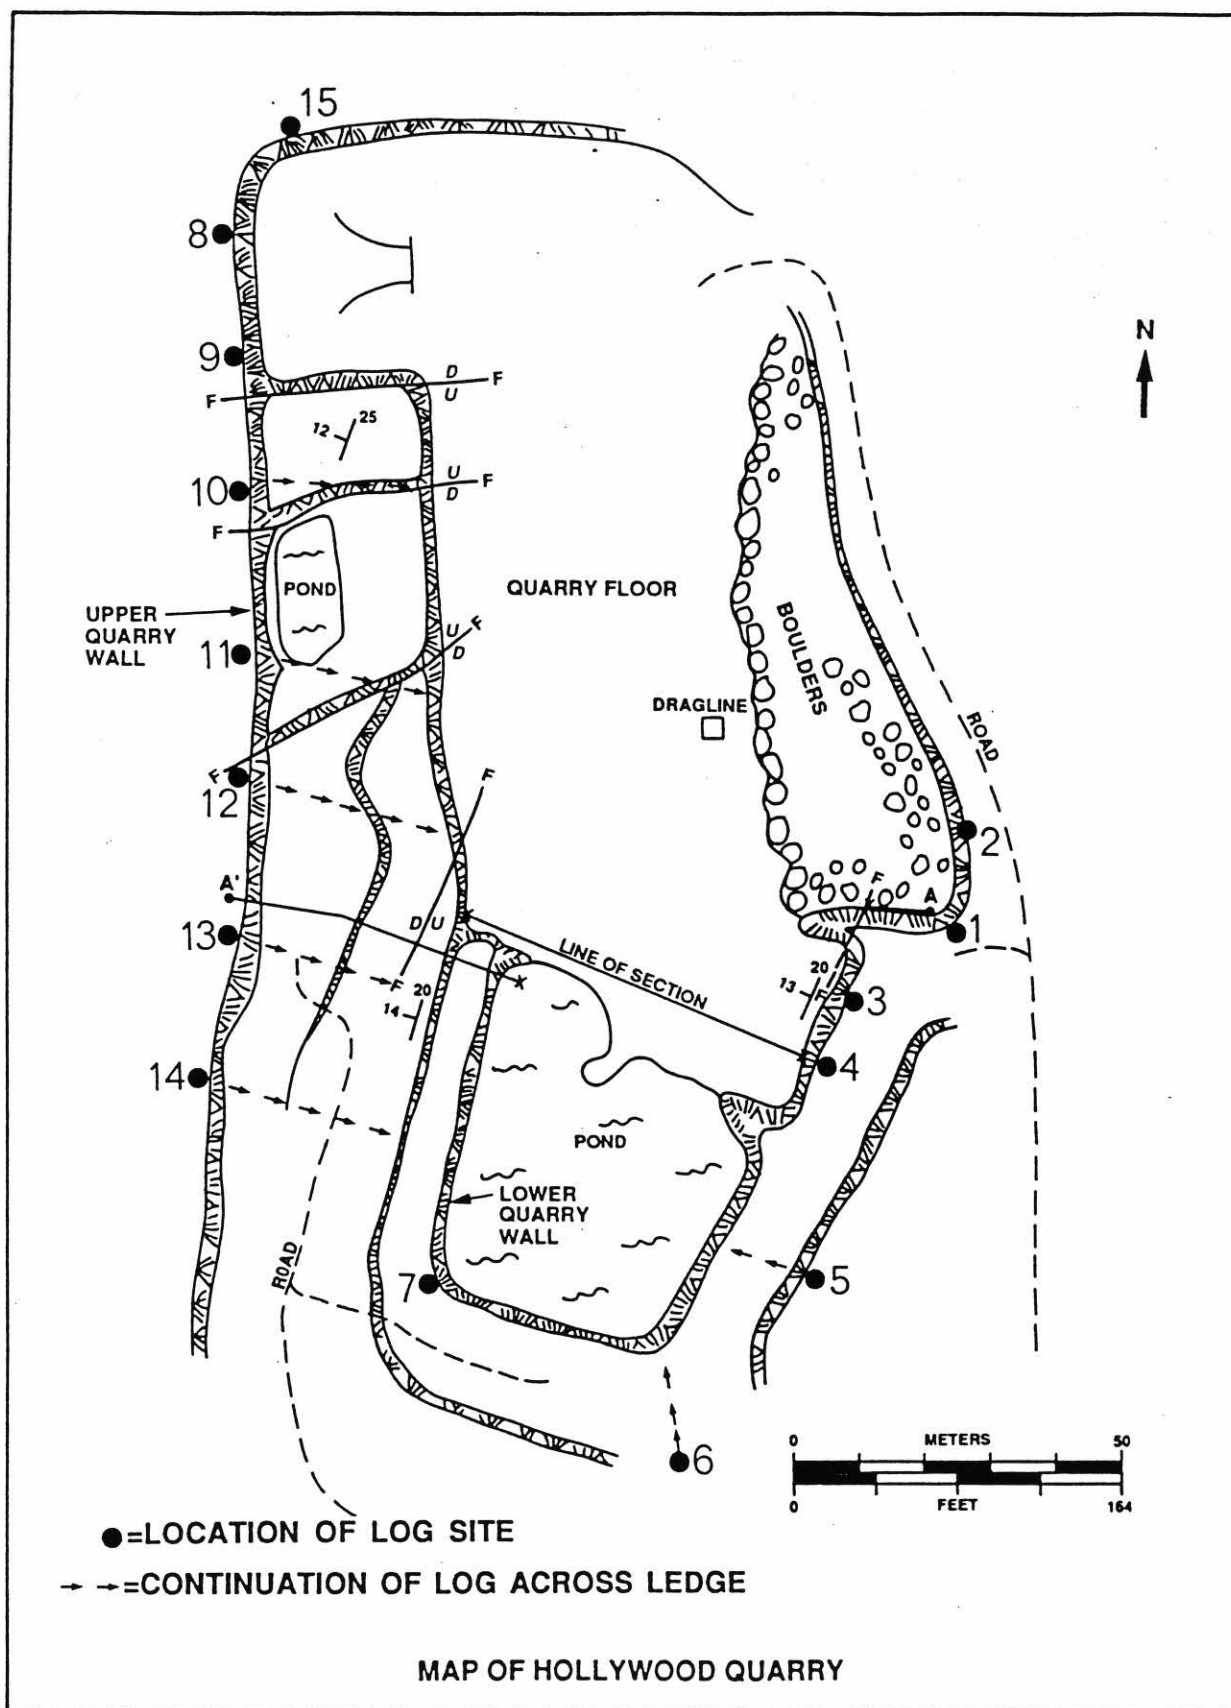 15
8
N
9
D
F
F
U
25
12
U
10
F
D
F
POND
QUARRY FLOOR
UPPER
QUARRY
WALL
U
F
D
11
BOULDERS
DRAGLINE
ROAD
F
F
12
2
F
A'
A
D/U
1
13
LINE OF SECTION
F
20
14
20
13
F
3
4
14
POND
LOWER
QUARRY
WALL
ROAD
7
5
0 METERS 50
6
0 FEET 164
=LOCATION OF LOG SITE
=CONTINUATION OF LOG ACROSS LEDGE
MAP OF HOLLYWOOD QUARRY